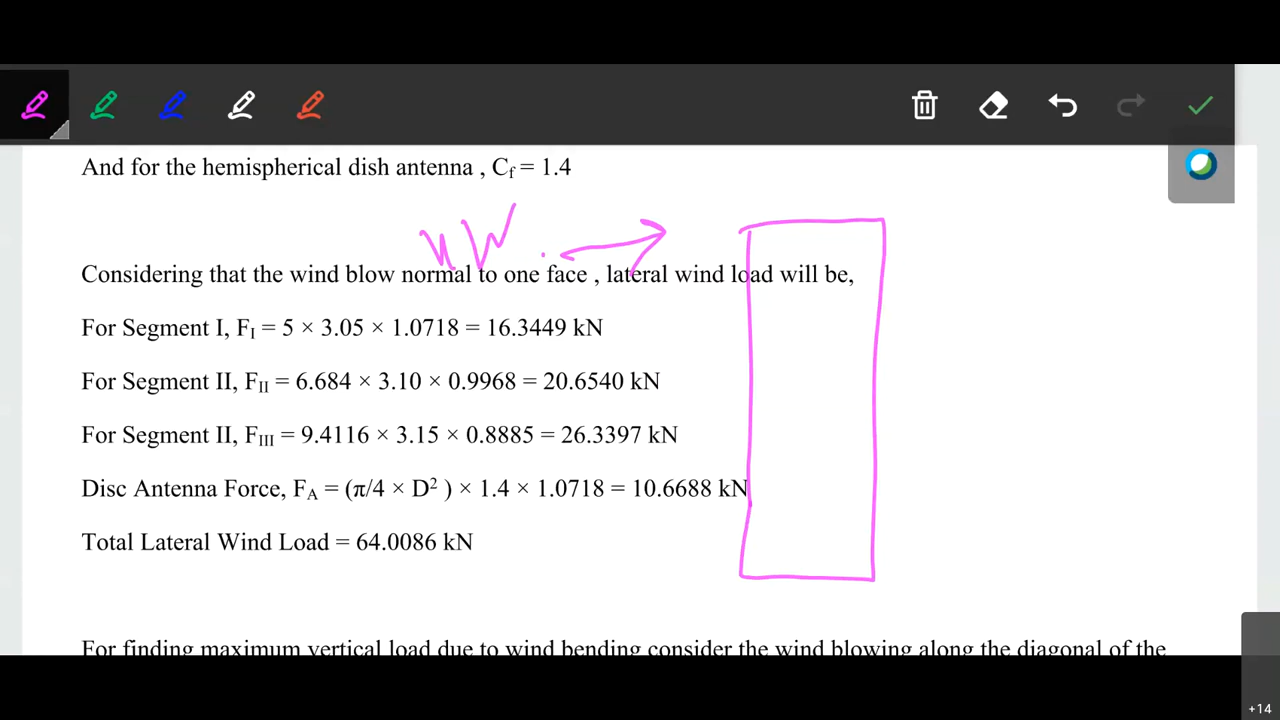 And for the hemispherical dish antenna , Cf = 1.4
Considering that the wind blow normal to one face , lateral wind load will be,
For Segment I, FI = 5 × 3.05 × 1.0718 = 16.3449 kN
For Segment II, FII = 6.684 × 3.10 × 0.9968 = 20.6540 kN
For Segment II, FIII = 9.4116 × 3.15 × 0.8885 = 26.3397 kN
Disc Antenna Force, FA = (π/4 × D² ) × 1.4 × 1.0718 = 10.6688 kN
Total Lateral Wind Load = 64.0086 kN
For finding maximum vertical load due to wind bending consider the wind blowing along the diagonal of the
+14